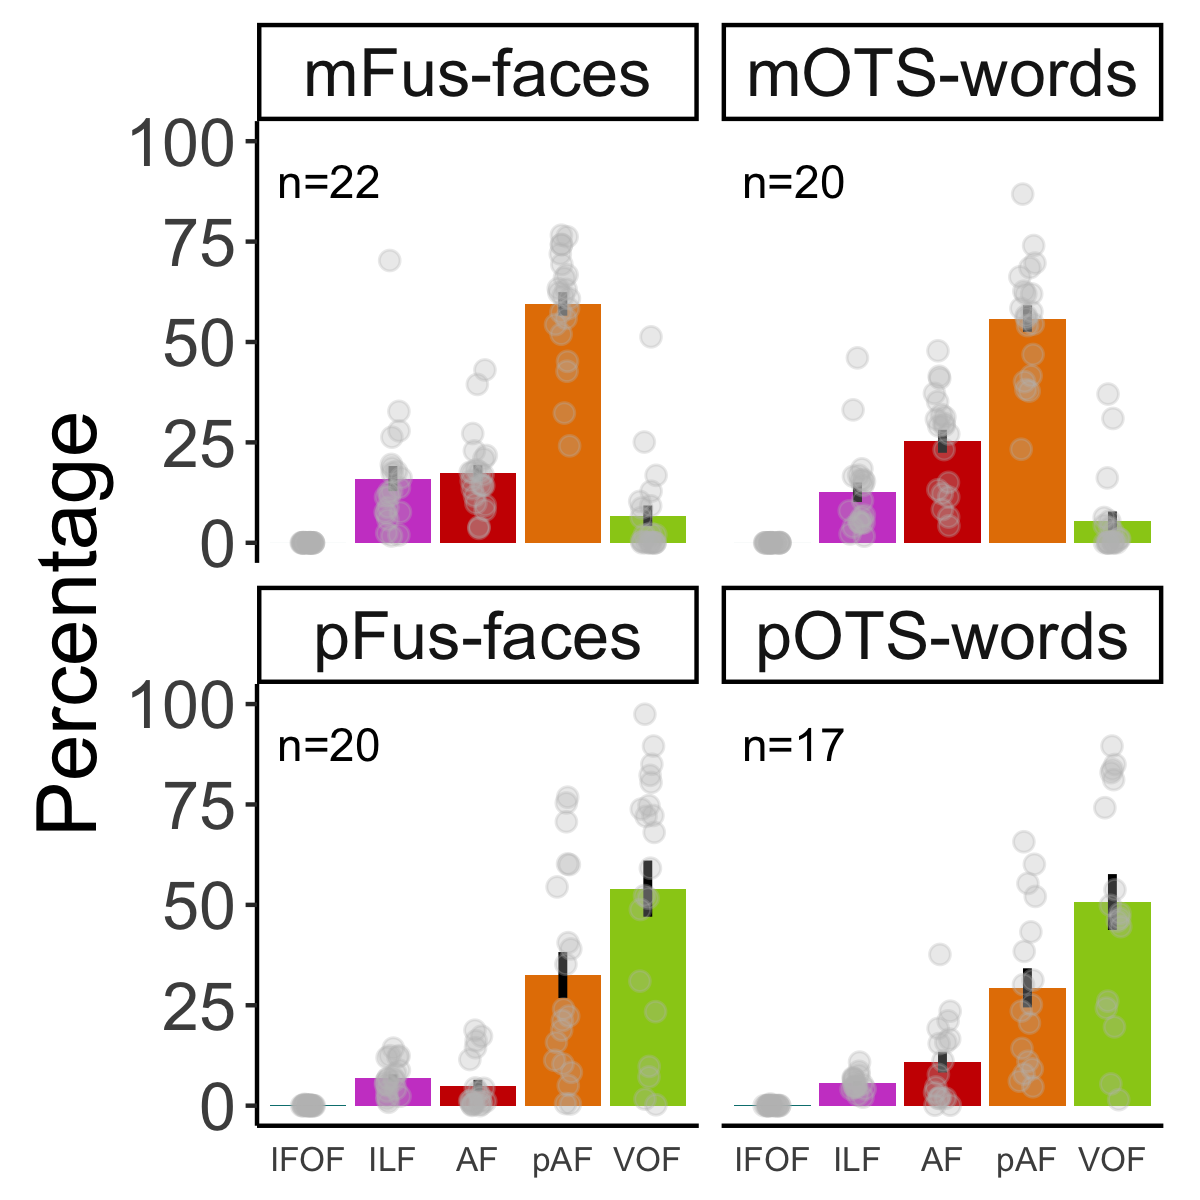 mFus-faces mOTS-words
100
n=22 n=20
75
50
25
0
Percentage
pFus-faces pOTS-words
100
n=20 n=17
75
50
25
0
IFOF ILF AF pAF VOF IFOF ILF AF pAF VOF